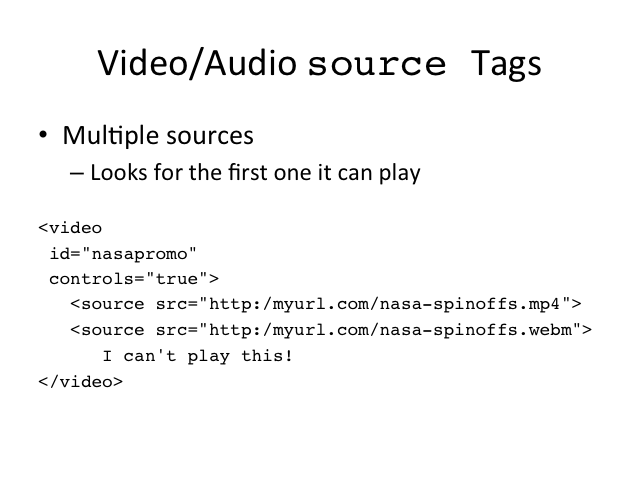 Video/Audio source Tags
• Multiple sources
– Looks for the first one it can play
<video
 id="nasapromo"
 controls="true">
   <source src="http:/myurl.com/nasa-spinoffs.mp4">
   <source src="http:/myurl.com/nasa-spinoffs.webm">
      I can't play this!
</video>